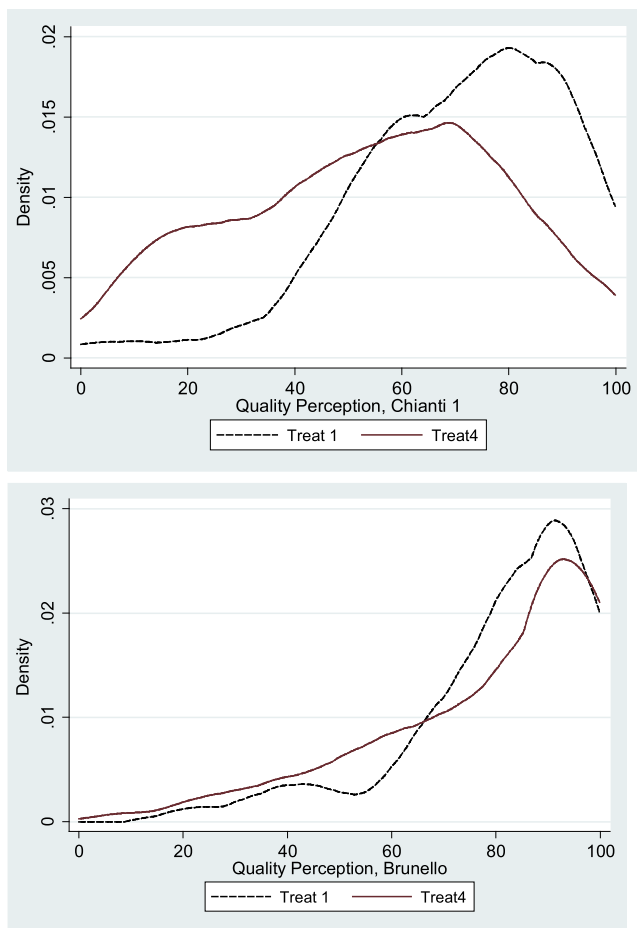 .02
.015
.01
.005
0
Density
0 20 40 60 80 100
Quality Perception, Chianti 1
Treat 1 Treat4
.03
.02
.01
0
Density
0 20 40 60 80 100
Quality Perception, Brunello
Treat 1 Treat4